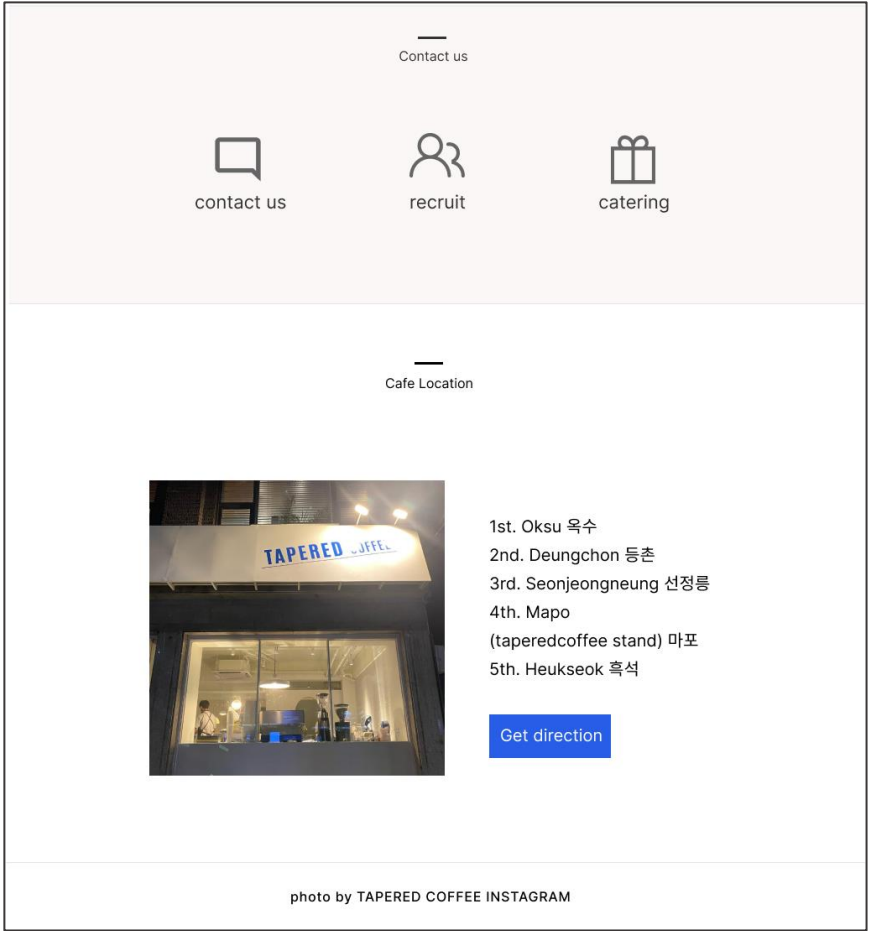 Contact us
contact us
recruit
catering
Cafe Location
TAPERED COFFEE
1st. Oksu 옥수
2nd. Deungchon 등촌
3rd. Seonjeongneung 선정릉
4th. Mapo
(taperedcoffee stand) 마포
5th. Heukseok 흑석
Get direction
photo by TAPERED COFFEE INSTAGRAM